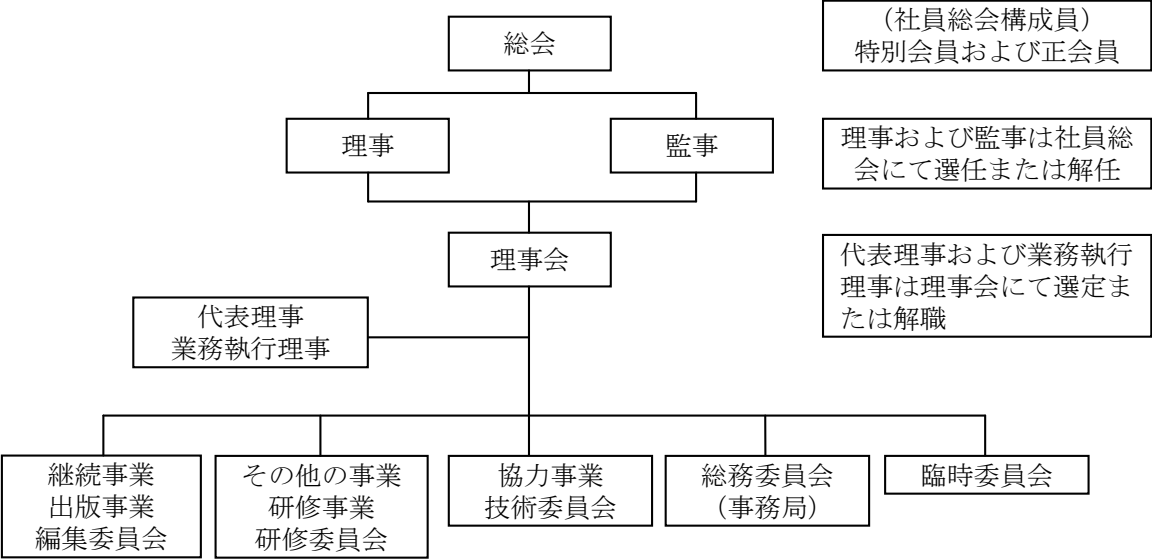 総会
（社員総会構成員）
特別会員および正会員
理事
監事
理事および監事は社員総
会にて選任または解任
理事会
代表理事および業務執行
理事は理事会にて選定ま
たは解職
代表理事
業務執行理事
継続事業
出版事業
編集委員会
その他の事業
研修事業
研修委員会
協力事業
技術委員会
総務委員会
（事務局）
臨時委員会